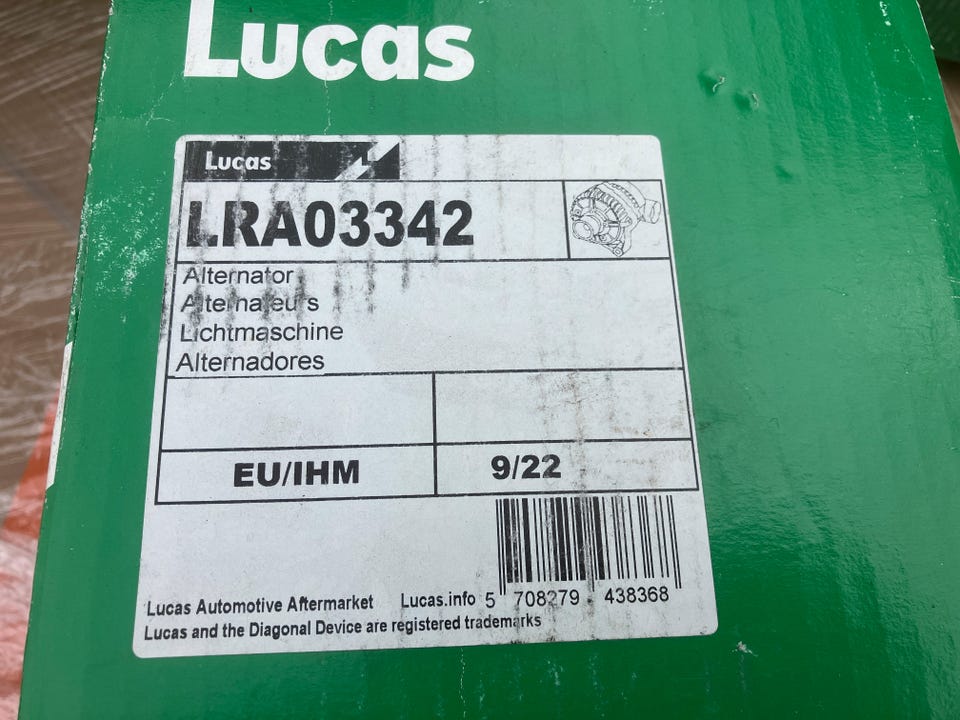 Lucas
Lucas
LRA03342
Alternator
Alternateurs
Lichtmaschine
Alternadores
EU/IHM
9/22
Lucas Automotive Aftermarket Lucas.info 5 708279 438368
Lucas and the Diagonal Device are registered trademarks